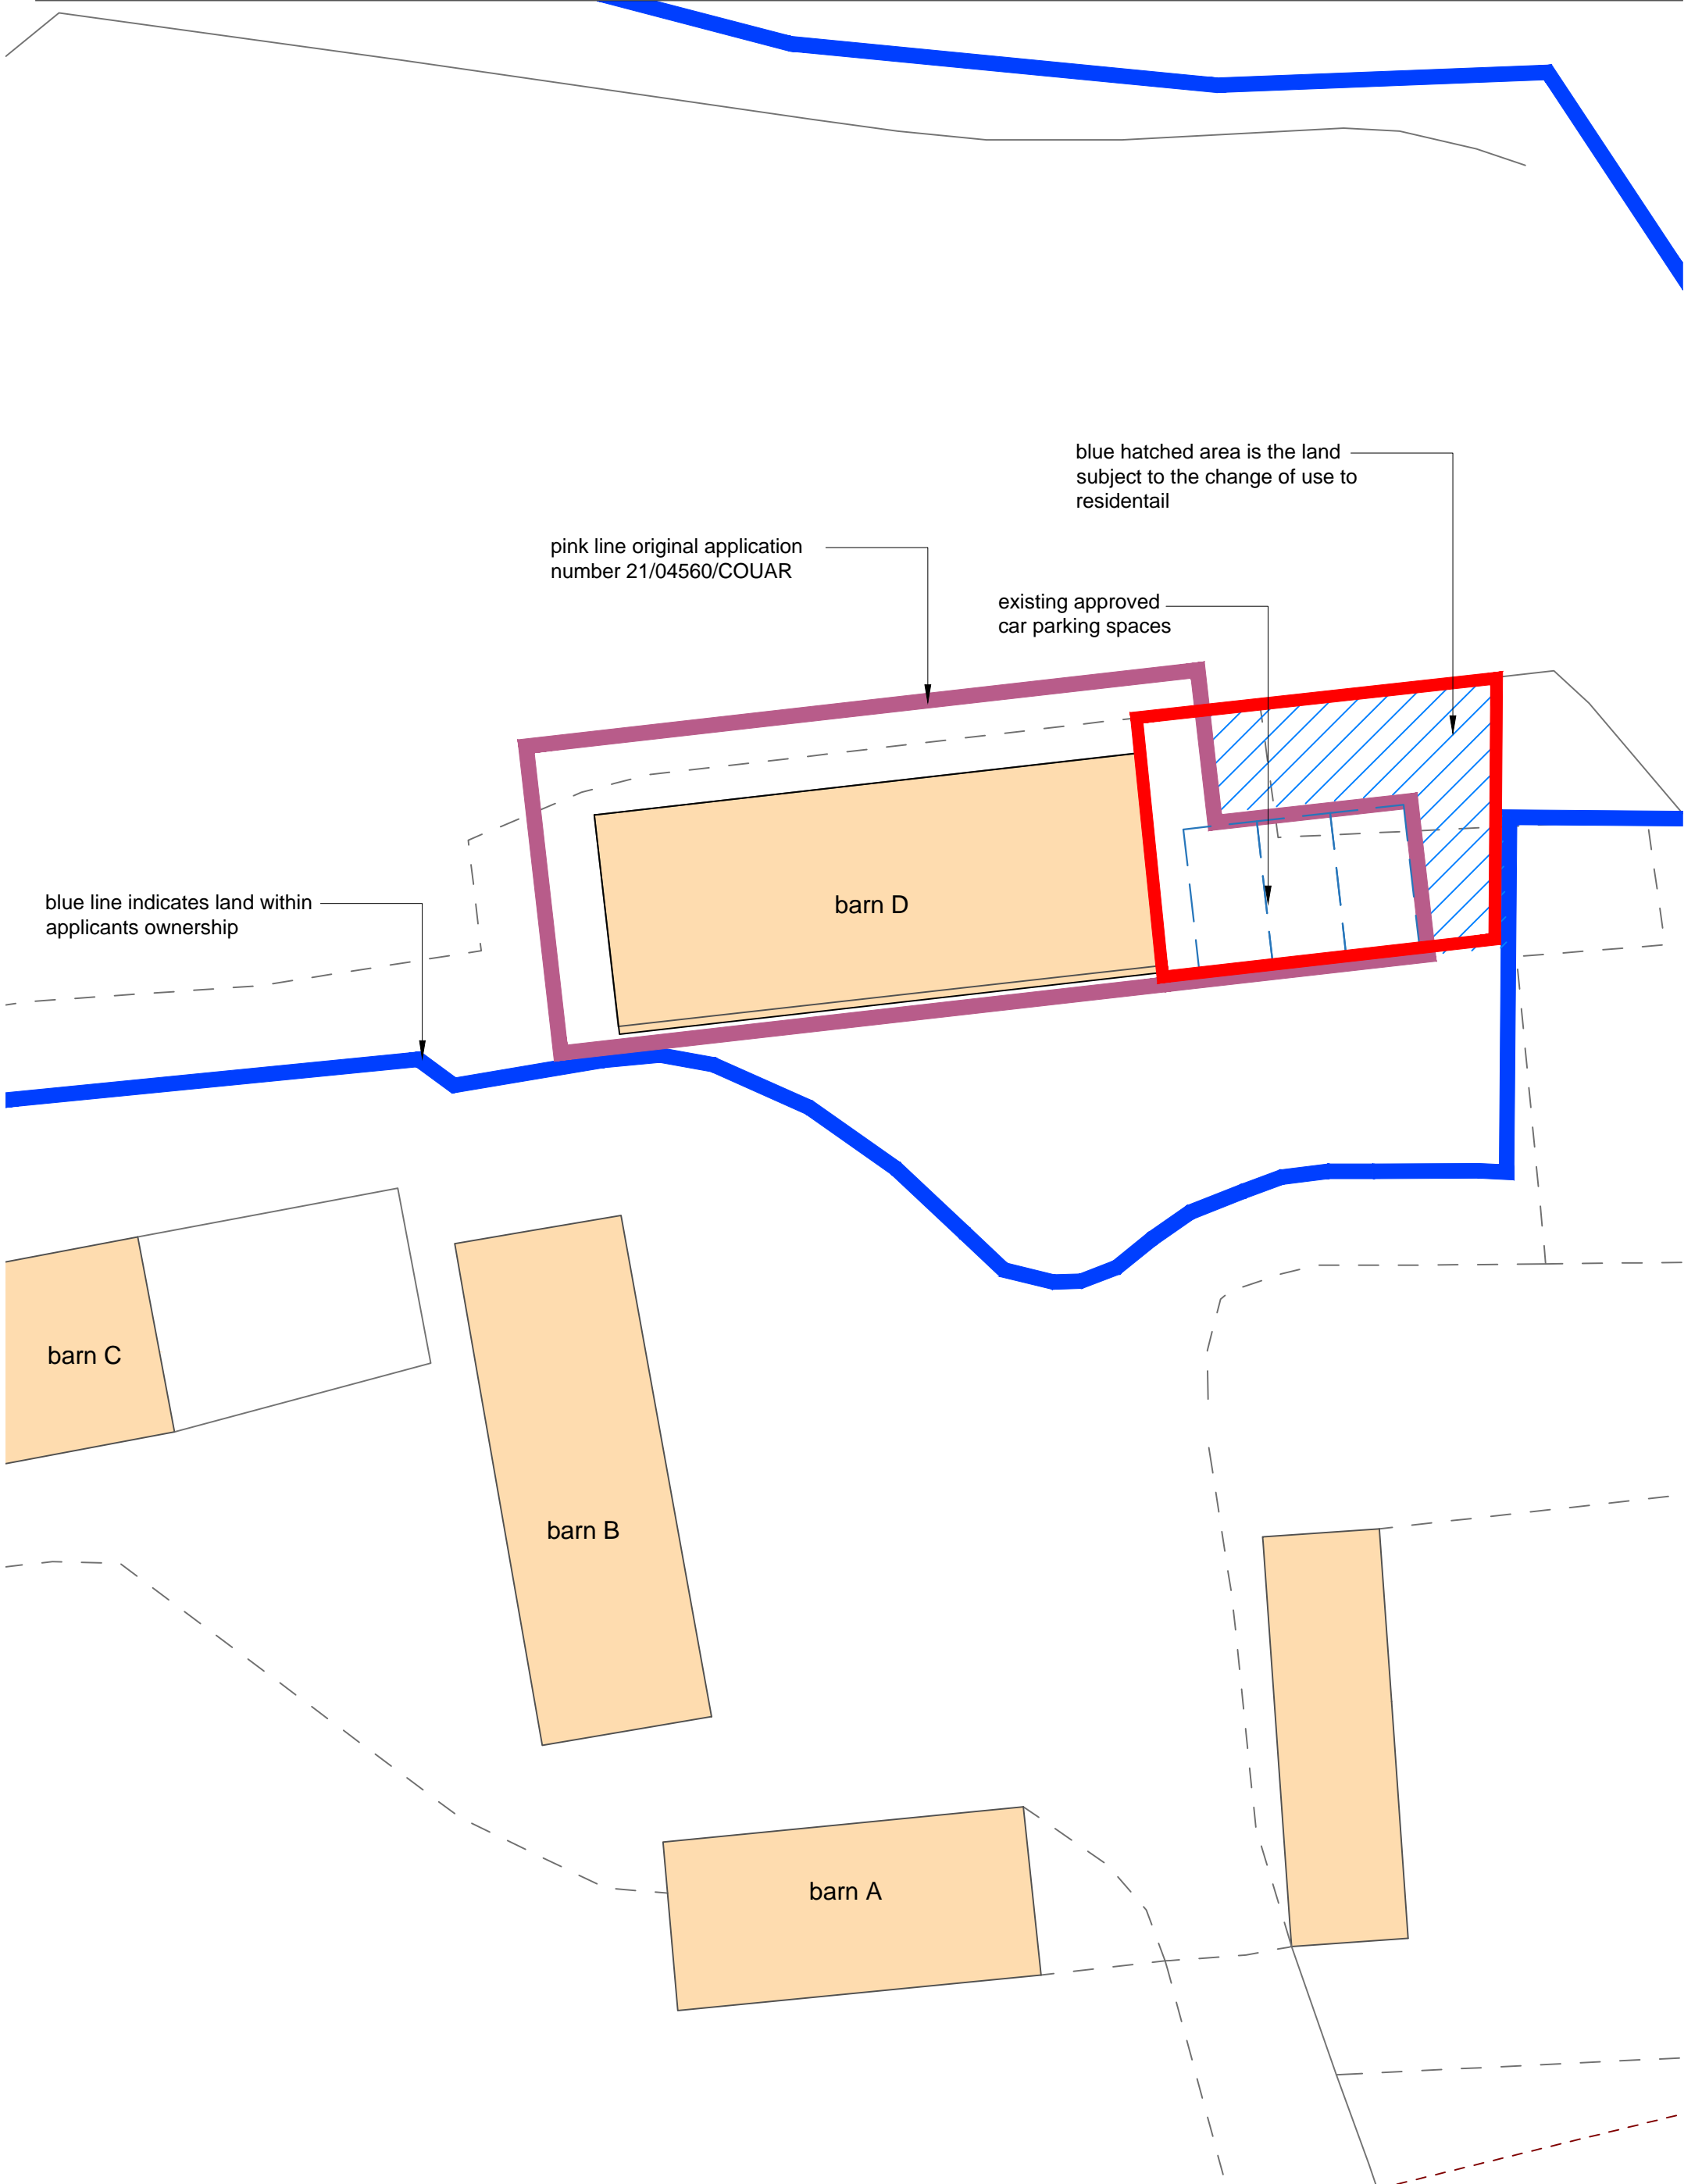 blue hatched area is the land
subject to the change of use to
residentail
pink line original application
number 21/04560/COUAR
existing approved
car parking spaces
blue line indicates land within
applicants ownership
barn D
barn C
barn B
barn A